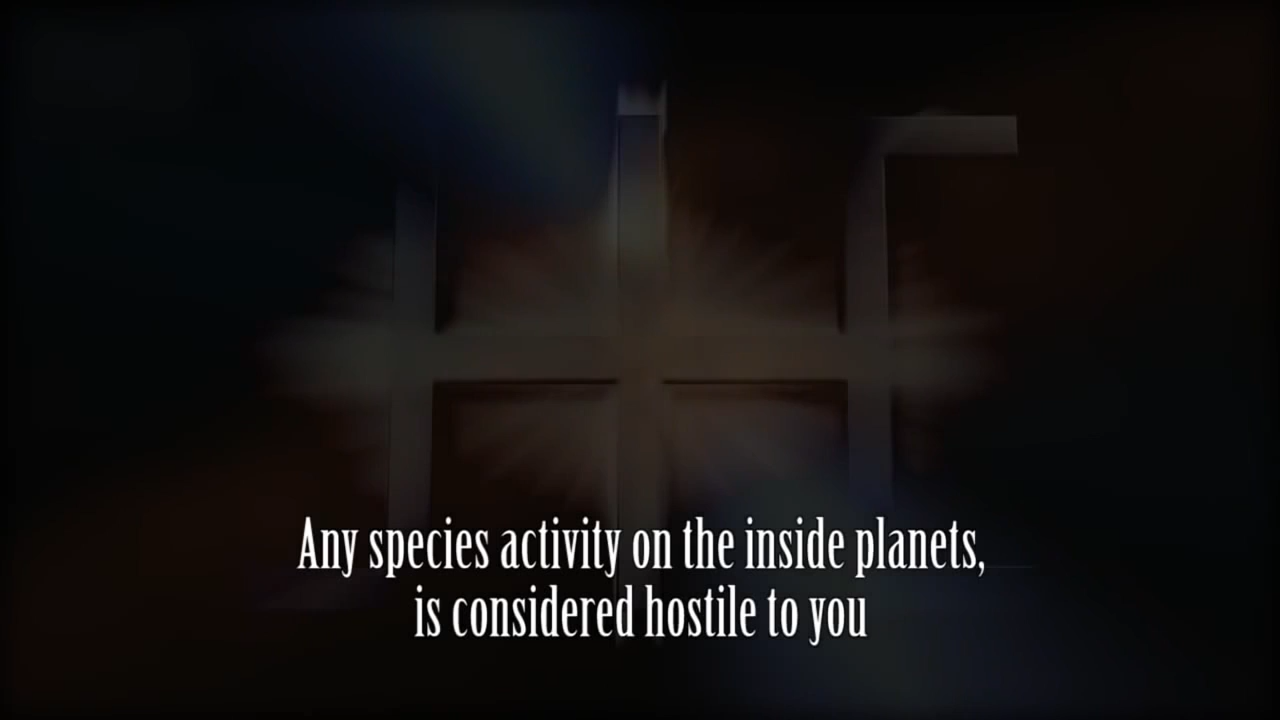 Any species activity on the inside planets,
is considered hostile to you